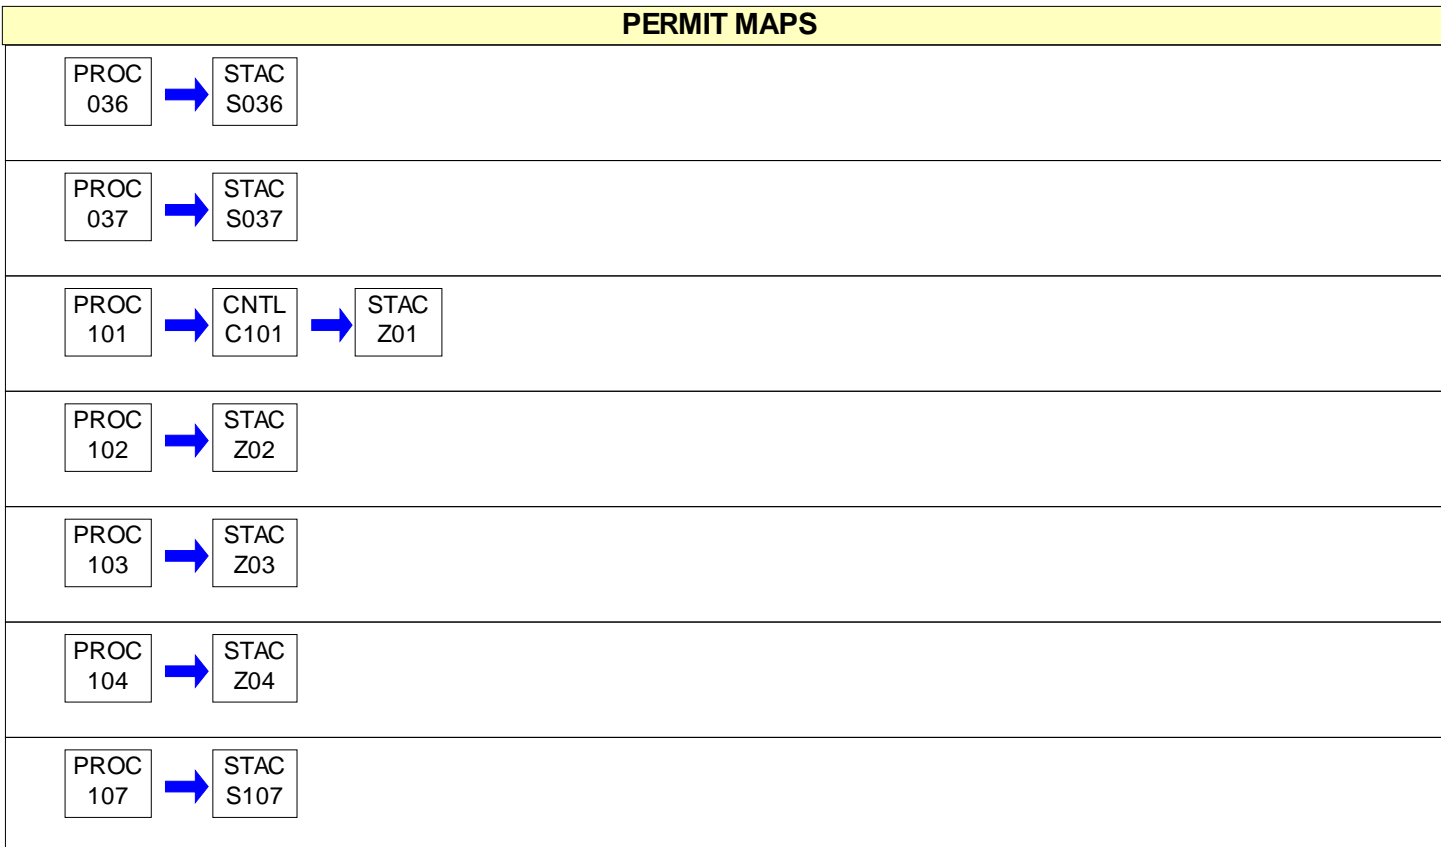 PERMIT MAPS
PROC
036
STAC
S036
PROC
037
STAC
S037
PROC
101
CNTL
C101
STAC
Z01
PROC
102
STAC
Z02
PROC
103
STAC
Z03
PROC
104
STAC
Z04
PROC
107
STAC
S107